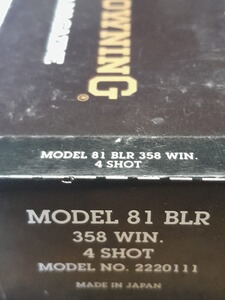 OWNING®
MODEL 81 BLR 358 WIN.
4 SHOT
MODEL 81 BLR
358 WIN.
4 SHOT
MODEL NO. 2220111
MADE IN JAPAN